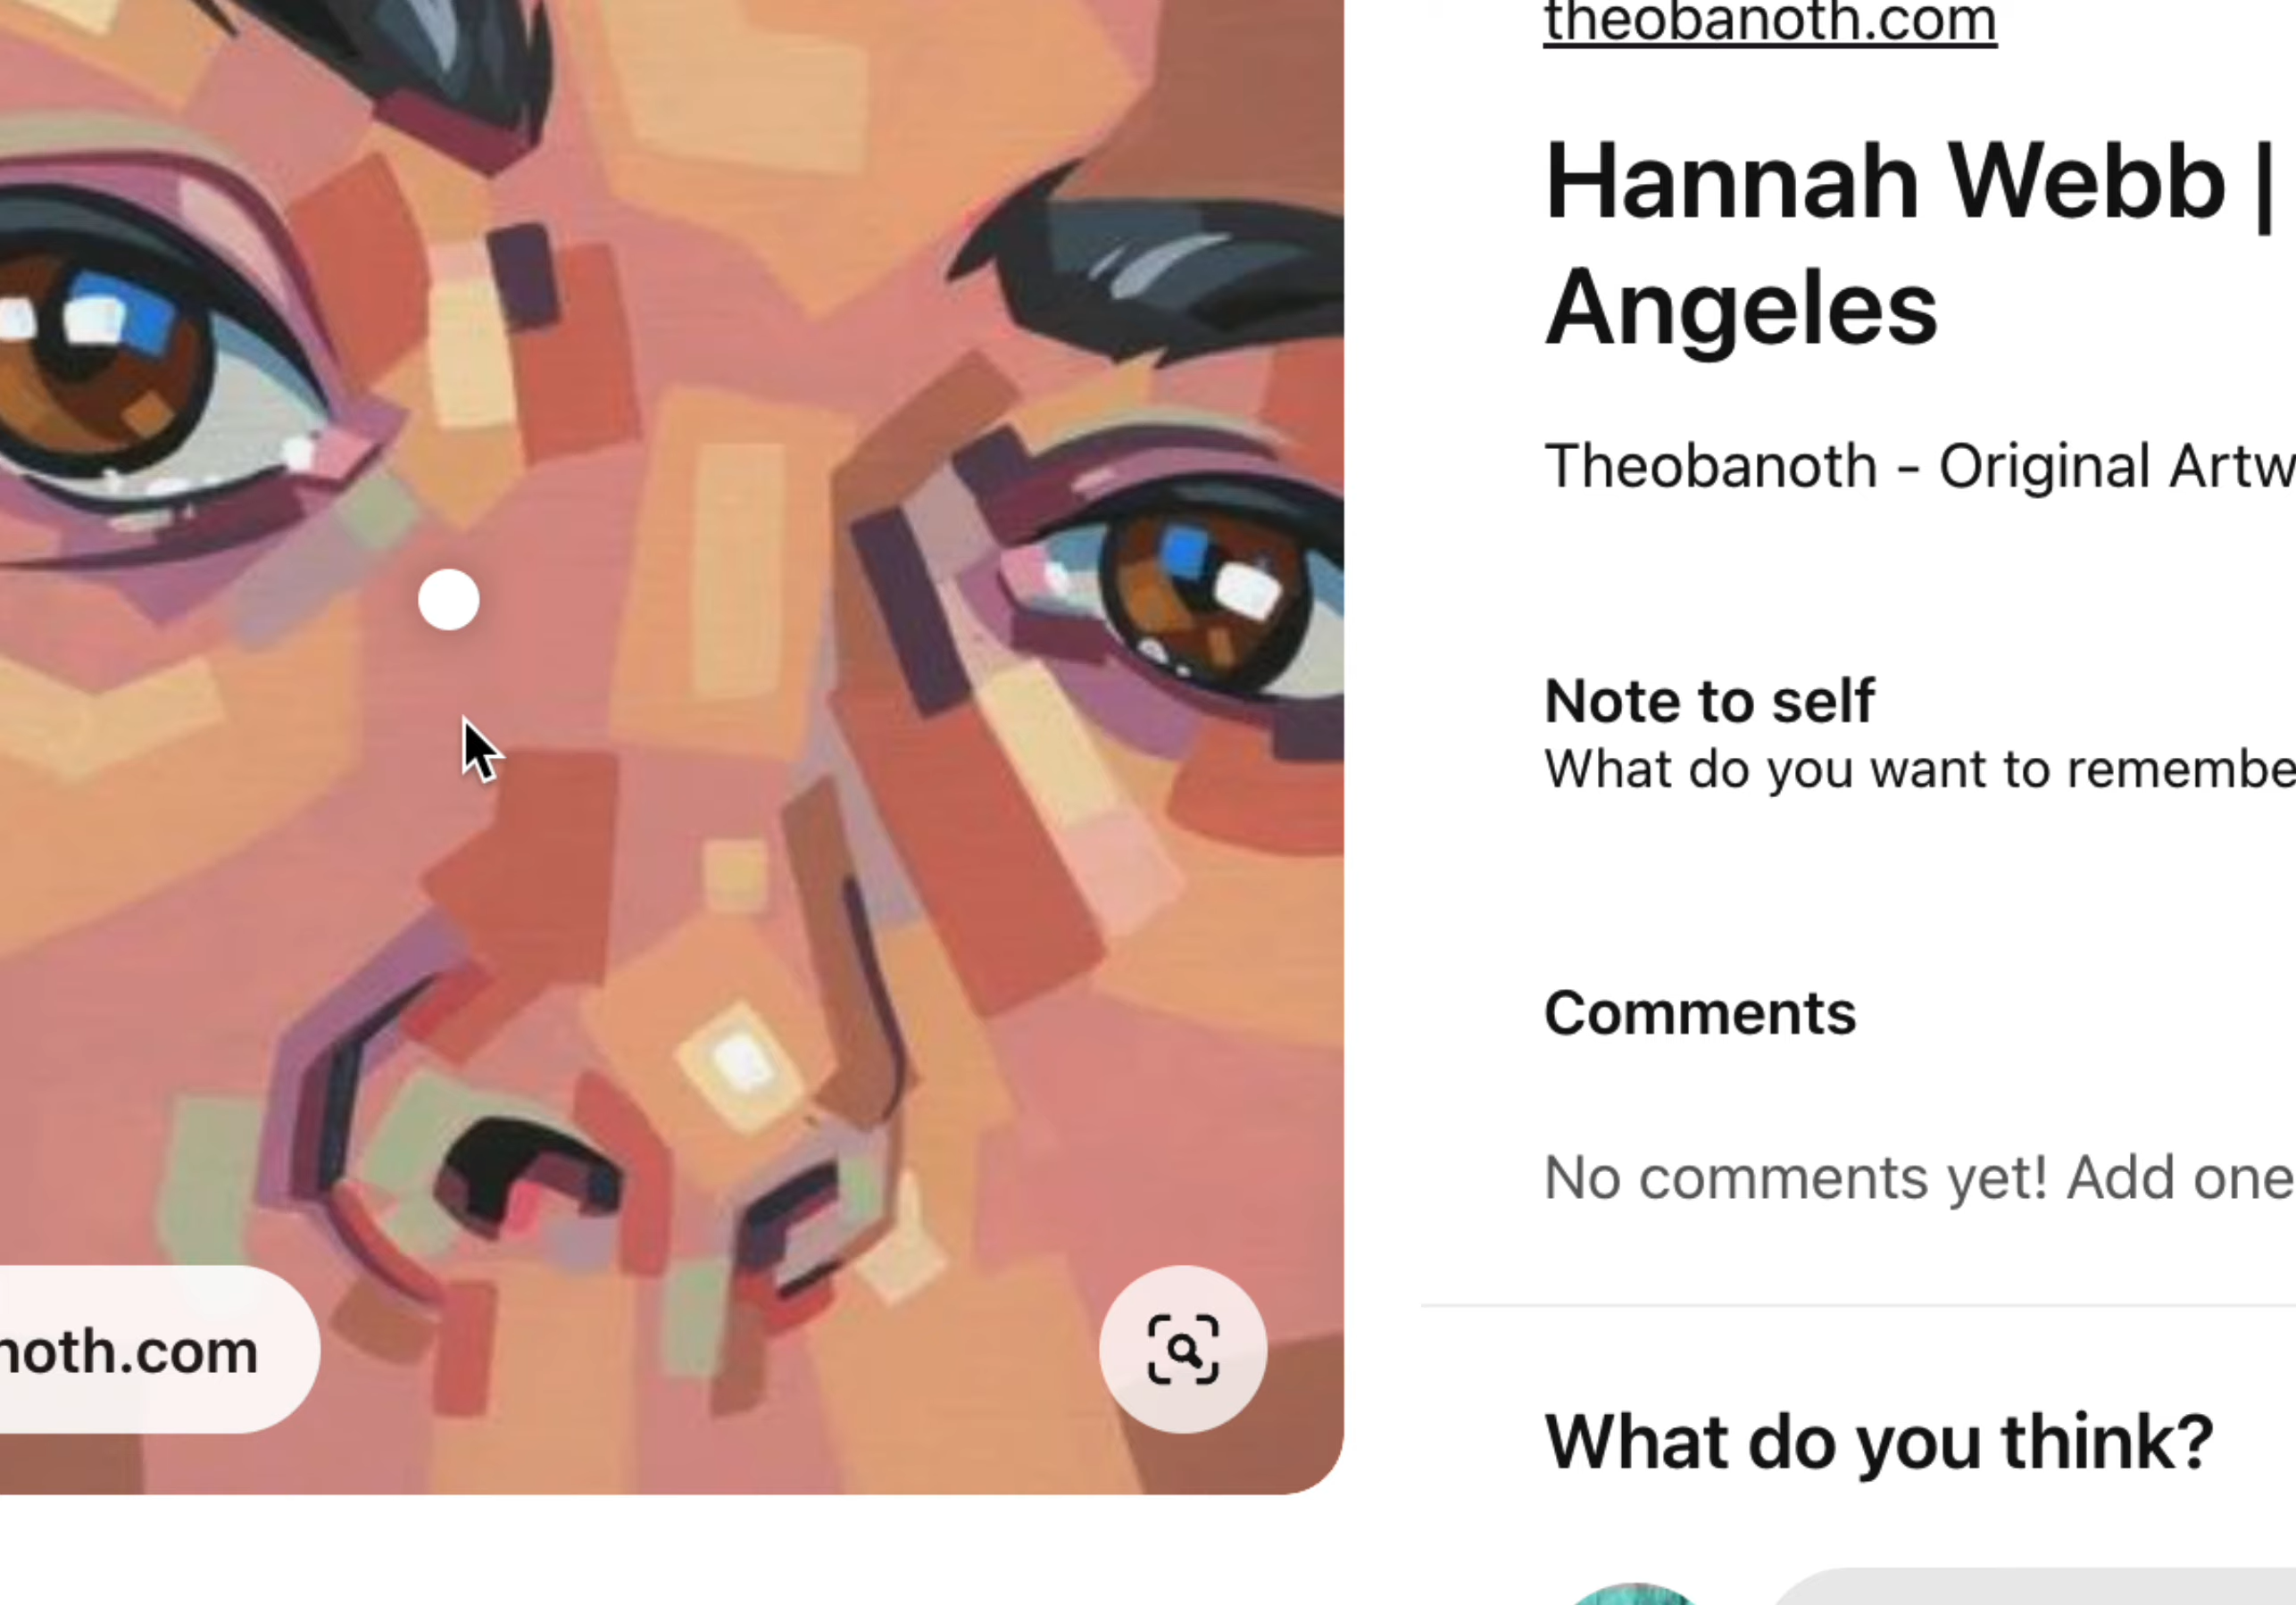 theobanoth.com
Hannah Webb |
Angeles
Theobanoth - Original Artw
Note to self
What do you want to remembe
Comments
No comments yet! Add one
noth.com
What do you think?